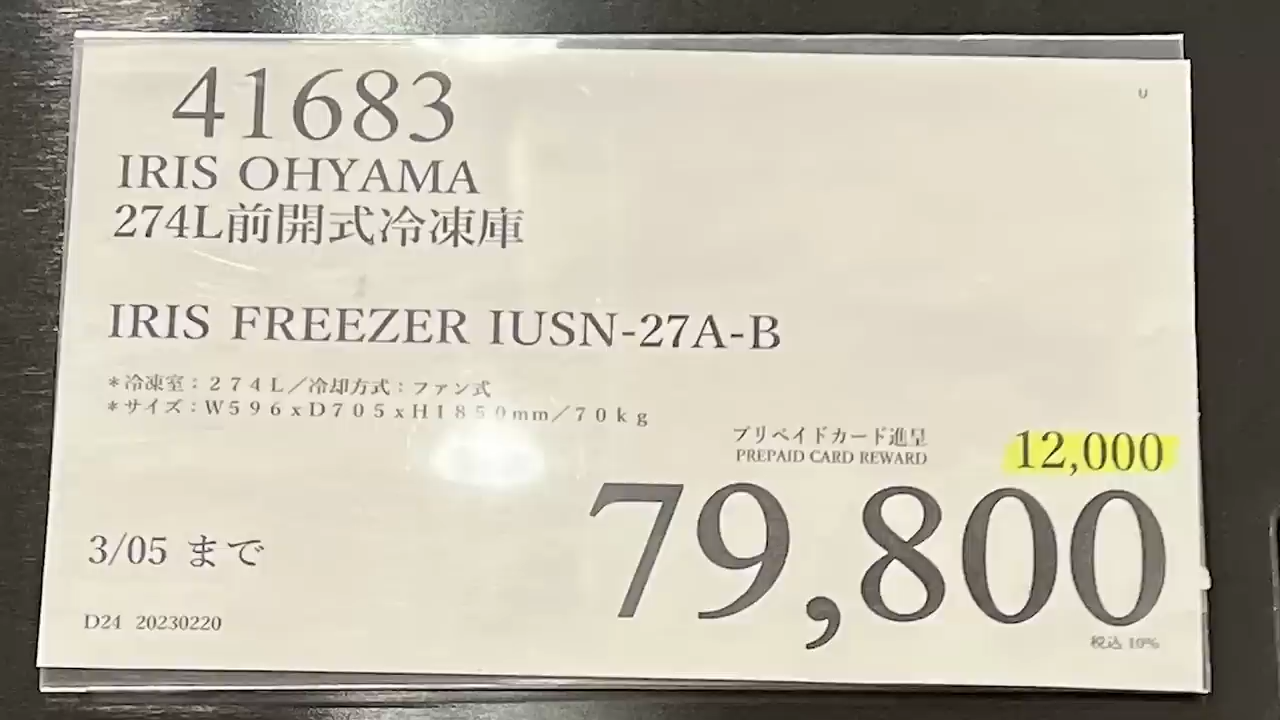 41683
U
IRIS OHYAMA
274L前開式冷凍庫
IRIS FREEZER IUSN-27A-B
*冷凍室：274L／冷却方式：ファン式
*サイズ：W596xD705xH1850mm／70kg
プリペイドカード進呈
PREPAID CARD REWARD
12,000
79,800
3/05 まで
D24 20230220
税込 10%